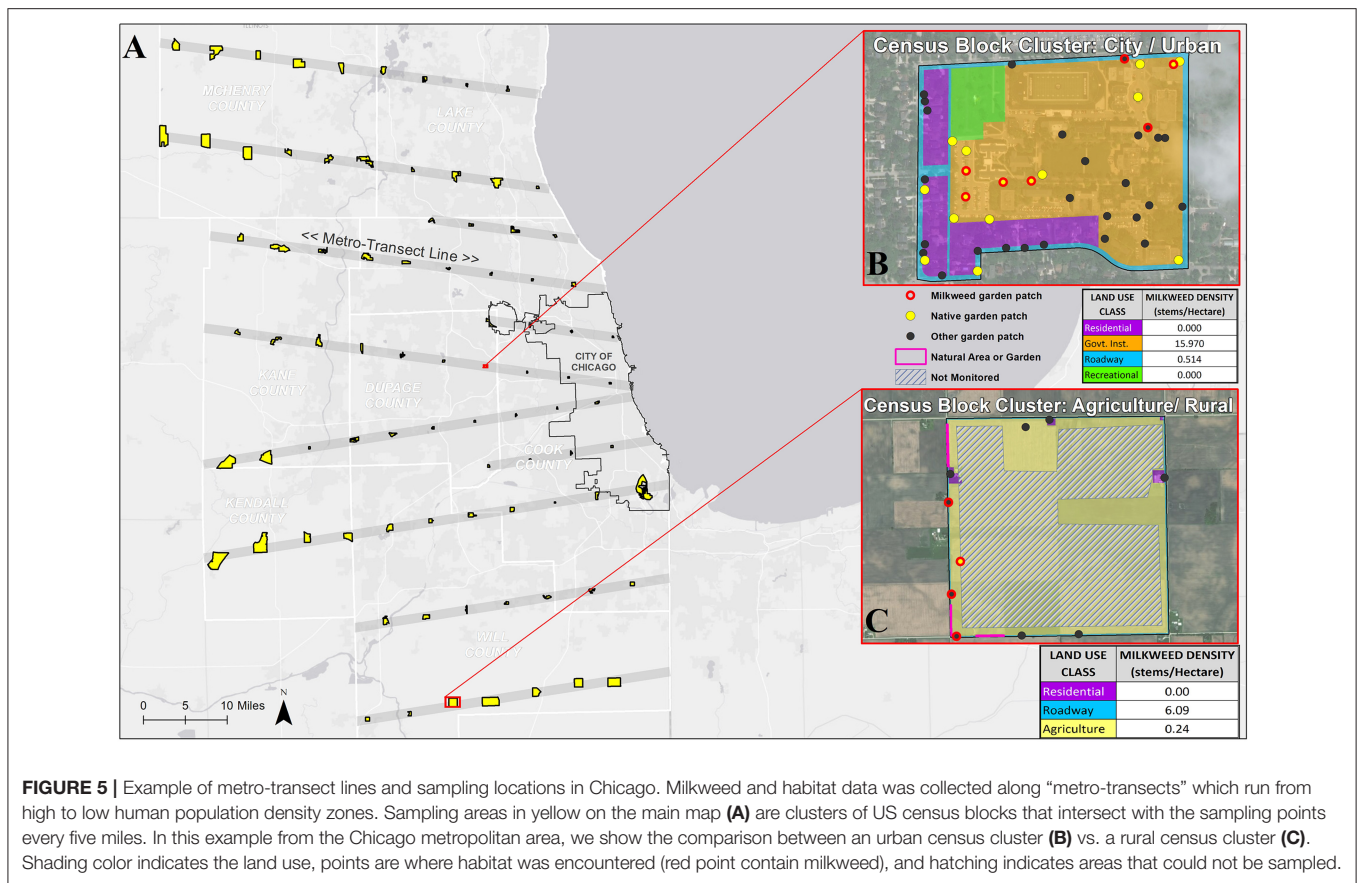 A
ILLINOIS
MCHENRY
COUNTY
LAKE
COUNTY
<< Metro-Transect Line >>
CITY OF
CHICAGO
KANE
COUNTY
DUPAGE
COUNTY
COOK
COUNTY
KENDALL
COUNTY
WILL
COUNTY
0 5 10 Miles
N
Census Block Cluster: City / Urban
B
Milkweed garden patch
Native garden patch
Other garden patch
Natural Area or Garden
Not Monitored
LAND USE CLASS MILKWEED DENSITY (stems/Hectare)
Residential 0.000
Govt. Inst. 15.970
Roadway 0.514
Recreational 0.000
Census Block Cluster: Agriculture/ Rural
C
LAND USE CLASS MILKWEED DENSITY (stems/Hectare)
Residential 0.00
Roadway 6.09
Agriculture 0.24
FIGURE 5 | Example of metro-transect lines and sampling locations in Chicago. Milkweed and habitat data was collected along “metro-transects” which run from
high to low human population density zones. Sampling areas in yellow on the main map (A) are clusters of US census blocks that intersect with the sampling points
every five miles. In this example from the Chicago metropolitan area, we show the comparison between an urban census cluster (B) vs. a rural census cluster (C).
Shading color indicates the land use, points are where habitat was encountered (red point contain milkweed), and hatching indicates areas that could not be sampled.